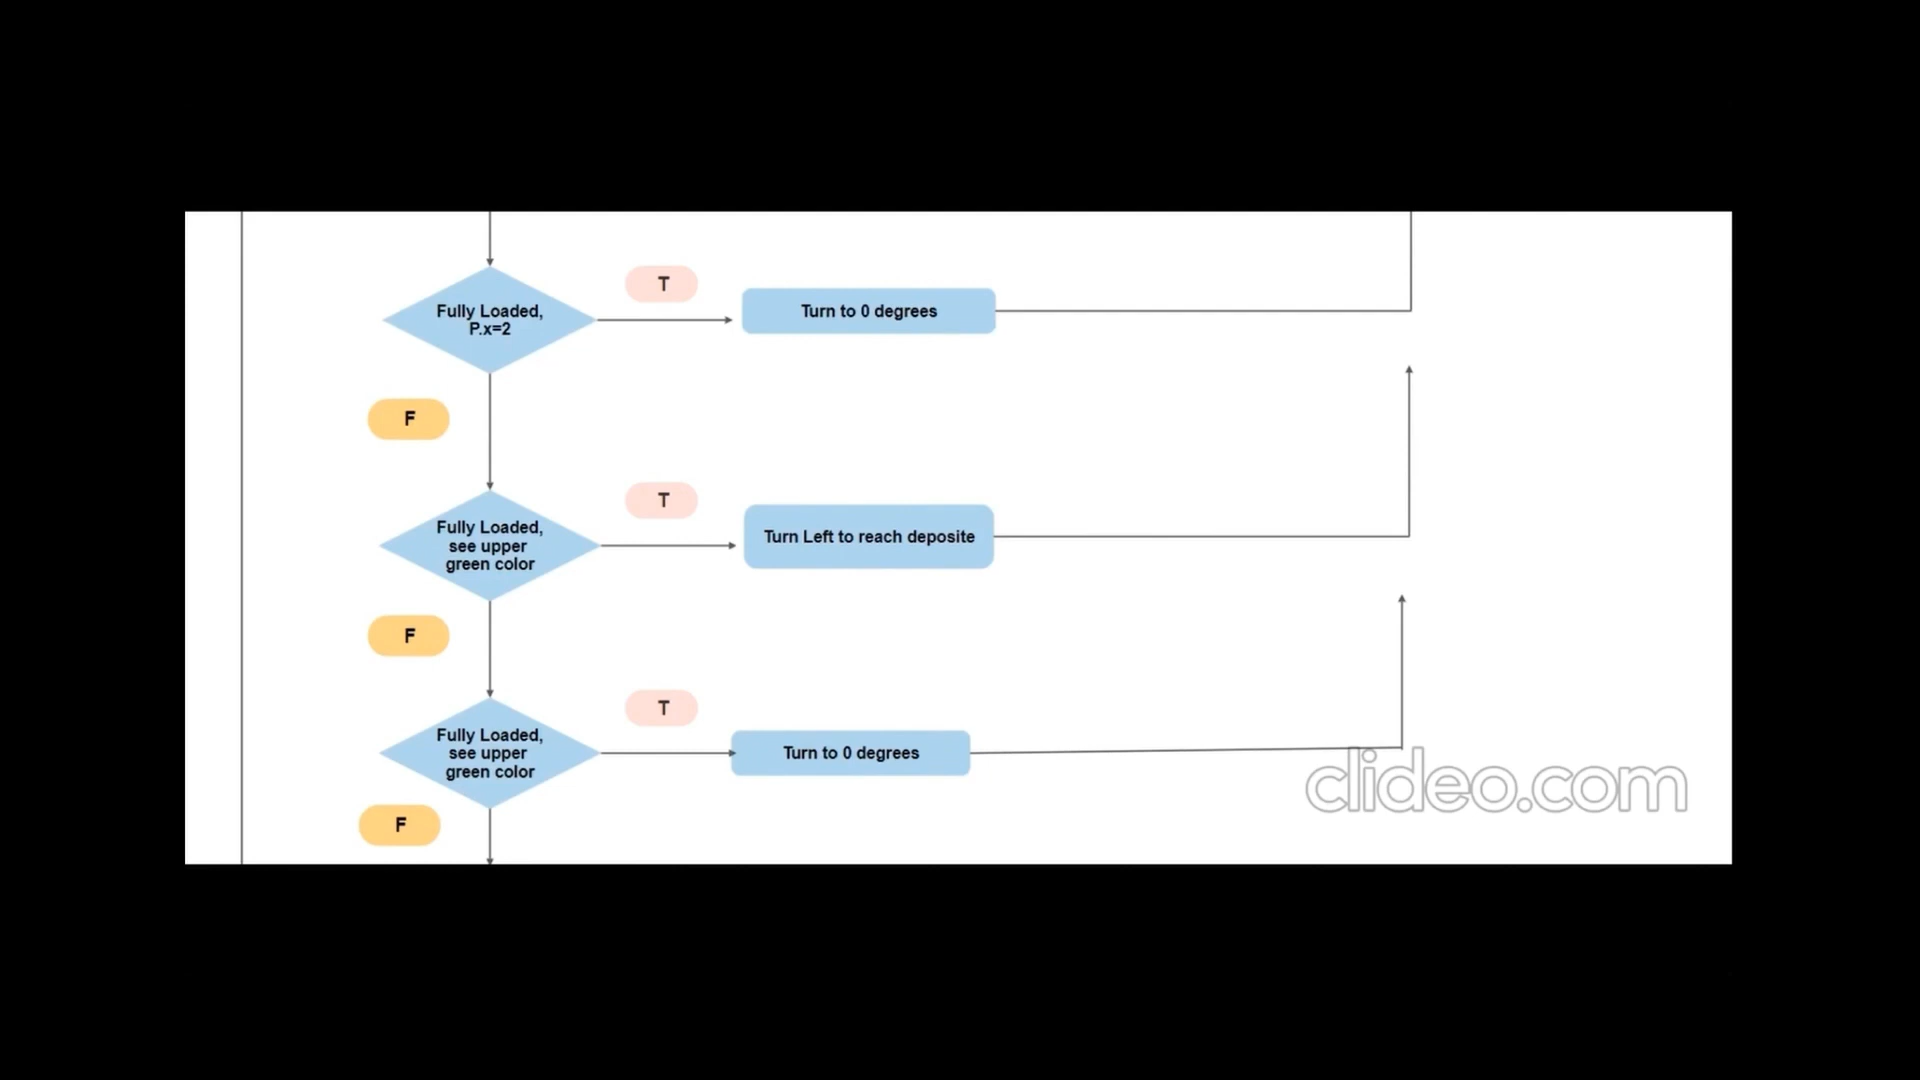 T
Fully Loaded,
P.x=2
Turn to 0 degrees
F
T
Fully Loaded,
see upper
green color
Turn Left to reach deposite
F
T
Fully Loaded,
see upper
green color
Turn to 0 degrees
clideo.com
F